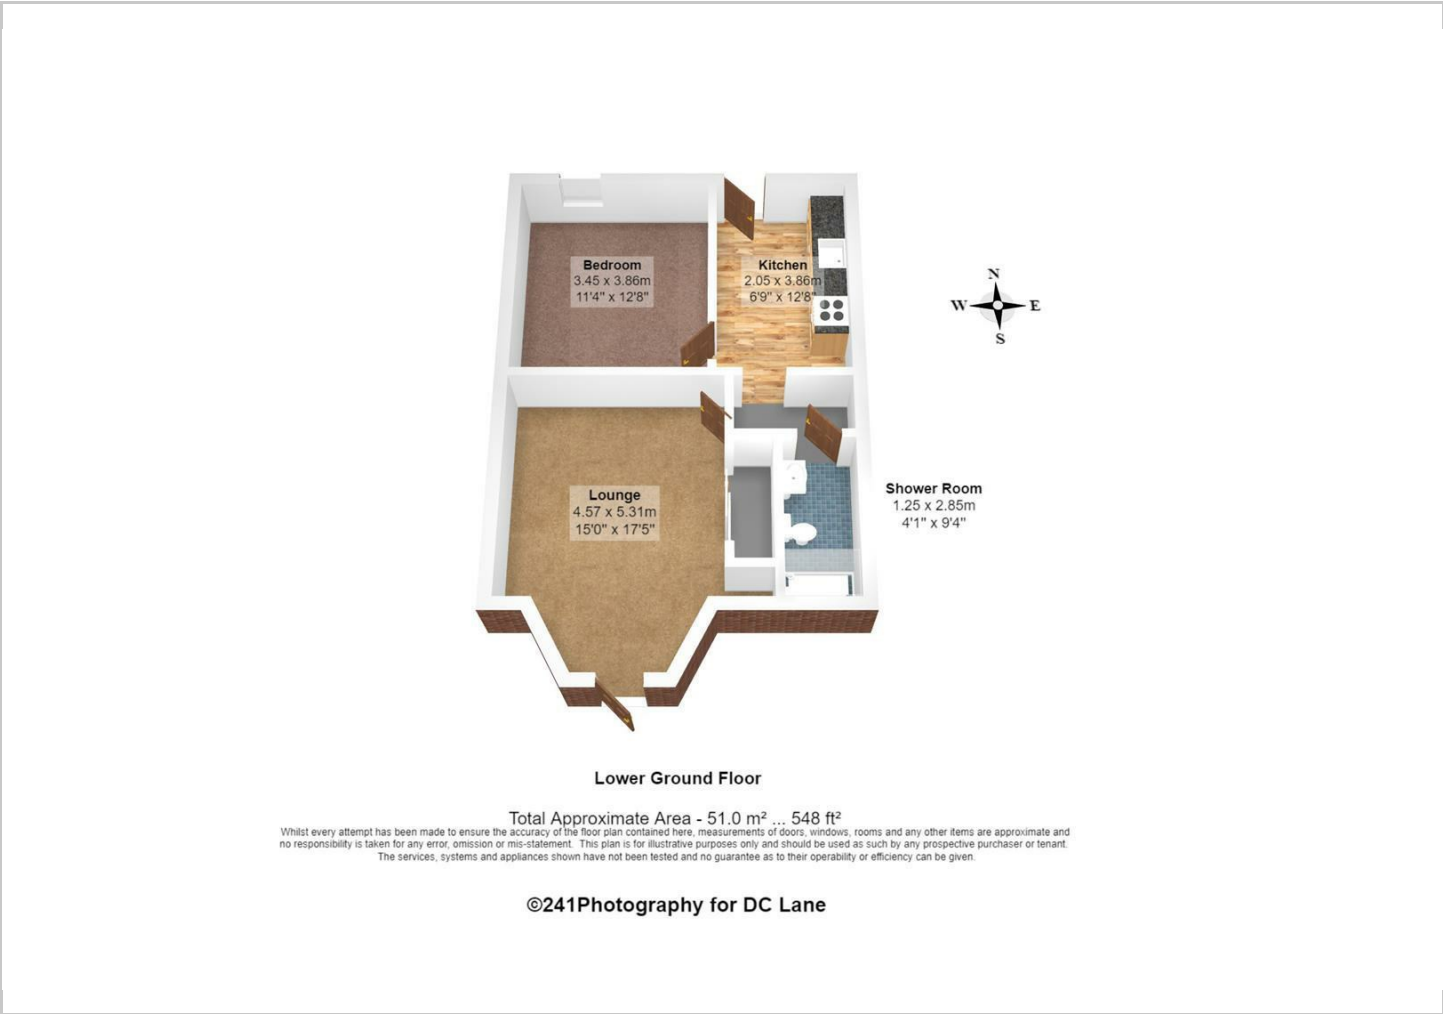 Bedroom
3.45 x 3.86m
11'4" x 12'8"
Kitchen
2.05 x 3.86m
6'9" x 12'8"
N
W E
S
Lounge
4.57 x 5.31m
15'0" x 17'5"
Shower Room
1.25 x 2.85m
4'1" x 9'4"
Lower Ground Floor
Total Approximate Area - 51.0 m² ... 548 ft²
Whilst every attempt has been made to ensure the accuracy of the floor plan contained here, measurements of doors, windows, rooms and any other items are approximate and
no responsibility is taken for any error, omission or mis-statement. This plan is for illustrative purposes only and should be used as such by any prospective purchaser or tenant.
The services, systems and appliances shown have not been tested and no guarantee as to their operability or efficiency can be given.
©241Photography for DC Lane